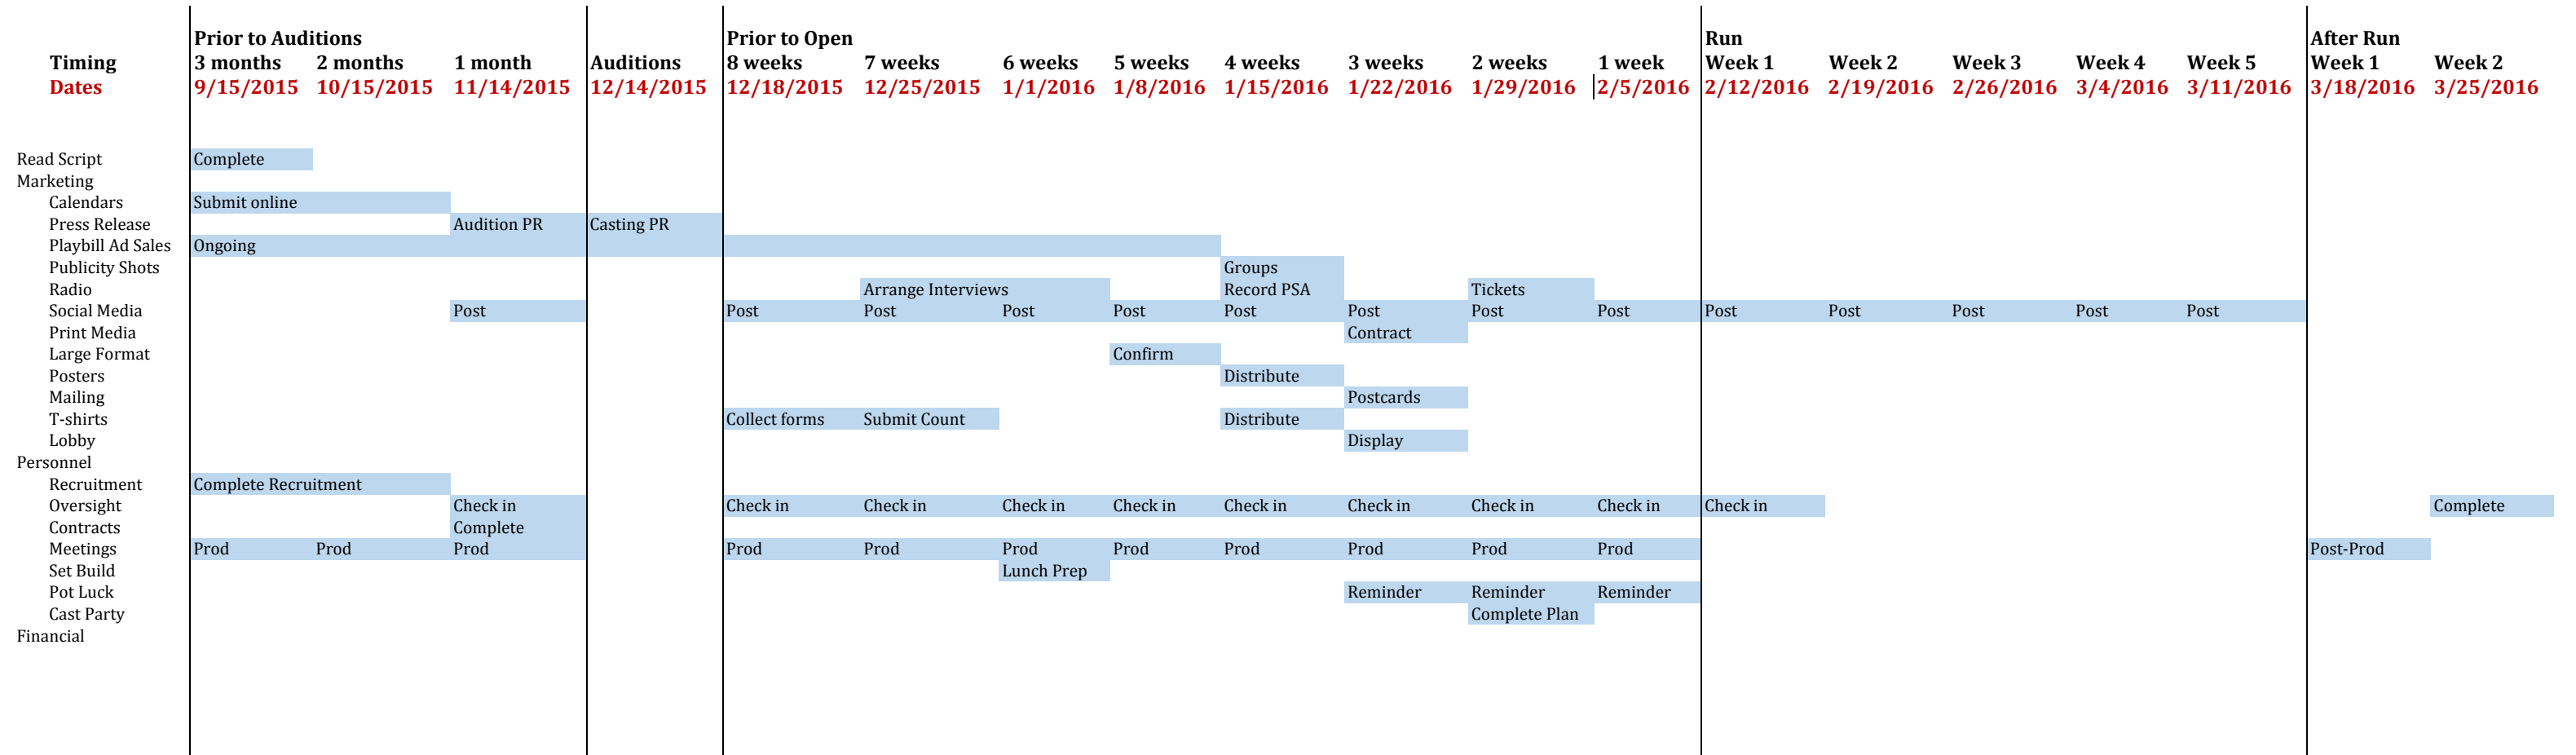 Prior to Auditions Prior to Open Run After Run
Timing 3 months 2 months 1 month Auditions 8 weeks 7 weeks 6 weeks 5 weeks 4 weeks 3 weeks 2 weeks 1 week Week 1 Week 2 Week 3 Week 4 Week 5 Week 1 Week 2
Dates 9/15/2015 10/15/2015 11/14/2015 12/14/2015 12/18/2015 12/25/2015 1/1/2016 1/8/2016 1/15/2016 1/22/2016 1/29/2016 2/5/2016 2/12/2016 2/19/2016 2/26/2016 3/4/2016 3/11/2016 3/18/2016 3/25/2016
Read Script Complete
Marketing
Calendars Submit online
Press Release Audition PR Casting PR
Playbill Ad Sales Ongoing
Publicity Shots Groups
Radio Arrange Interviews Record PSA Tickets
Social Media Post Post Post Post Post Post Post Post Post Post Post Post Post Post
Print Media Contract
Large Format Confirm
Posters Distribute
Mailing Postcards
T-shirts Collect forms Submit Count Distribute
Lobby Display
Personnel
Recruitment Complete Recruitment
Oversight Check in Check in Check in Check in Check in Check in Check in Check in Check in Check in Complete
Contracts Complete
Meetings Prod Prod Prod Prod Prod Prod Prod Prod Prod Prod Prod Post-Prod
Set Build Lunch Prep
Pot Luck Reminder Reminder Reminder
Cast Party Complete Plan
Financial